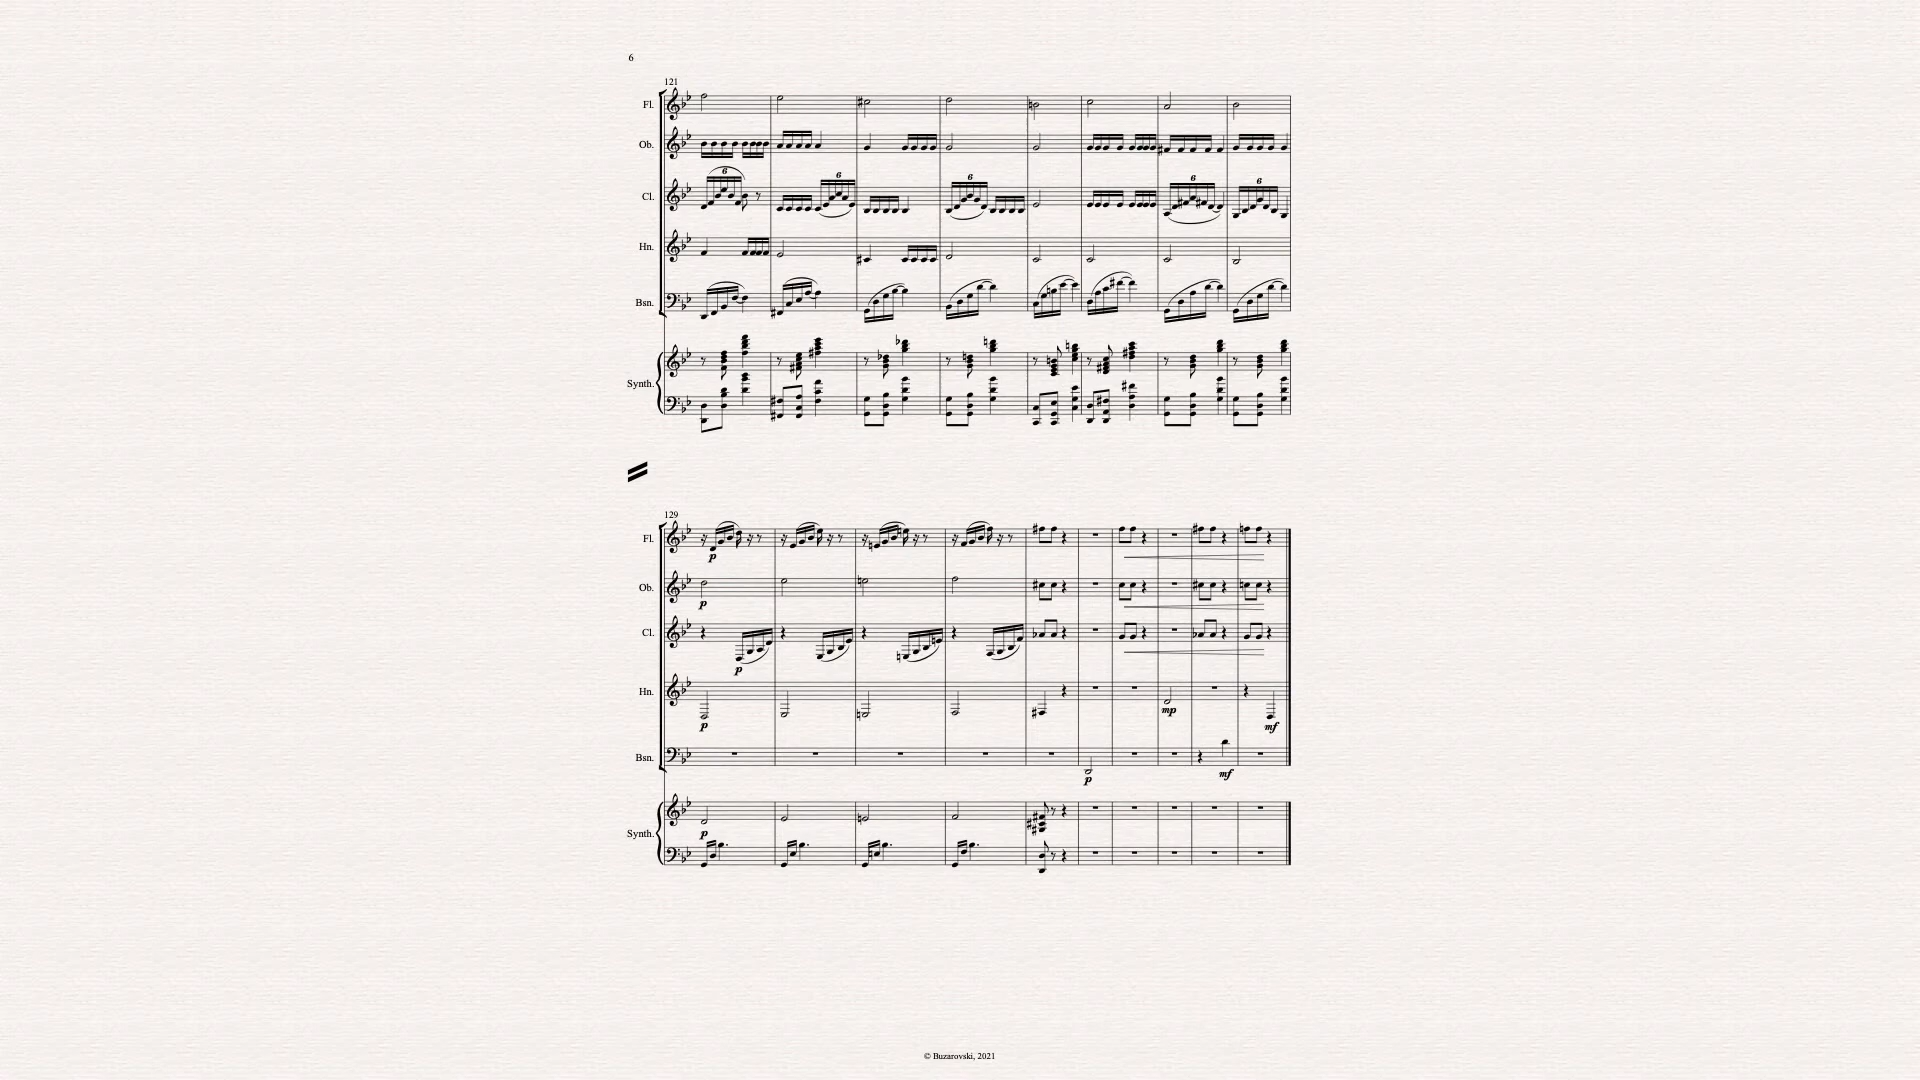 6
121
Fl.
Ob.
6
6
6
6
6
Cl.
Hn.
Bsn.
Synth.
129
Fl.
p
Ob.
p
Cl.
p
Hn.
p
mp
mf
Bsn.
p
mf
Synth.
p
© Buzarovski, 2021